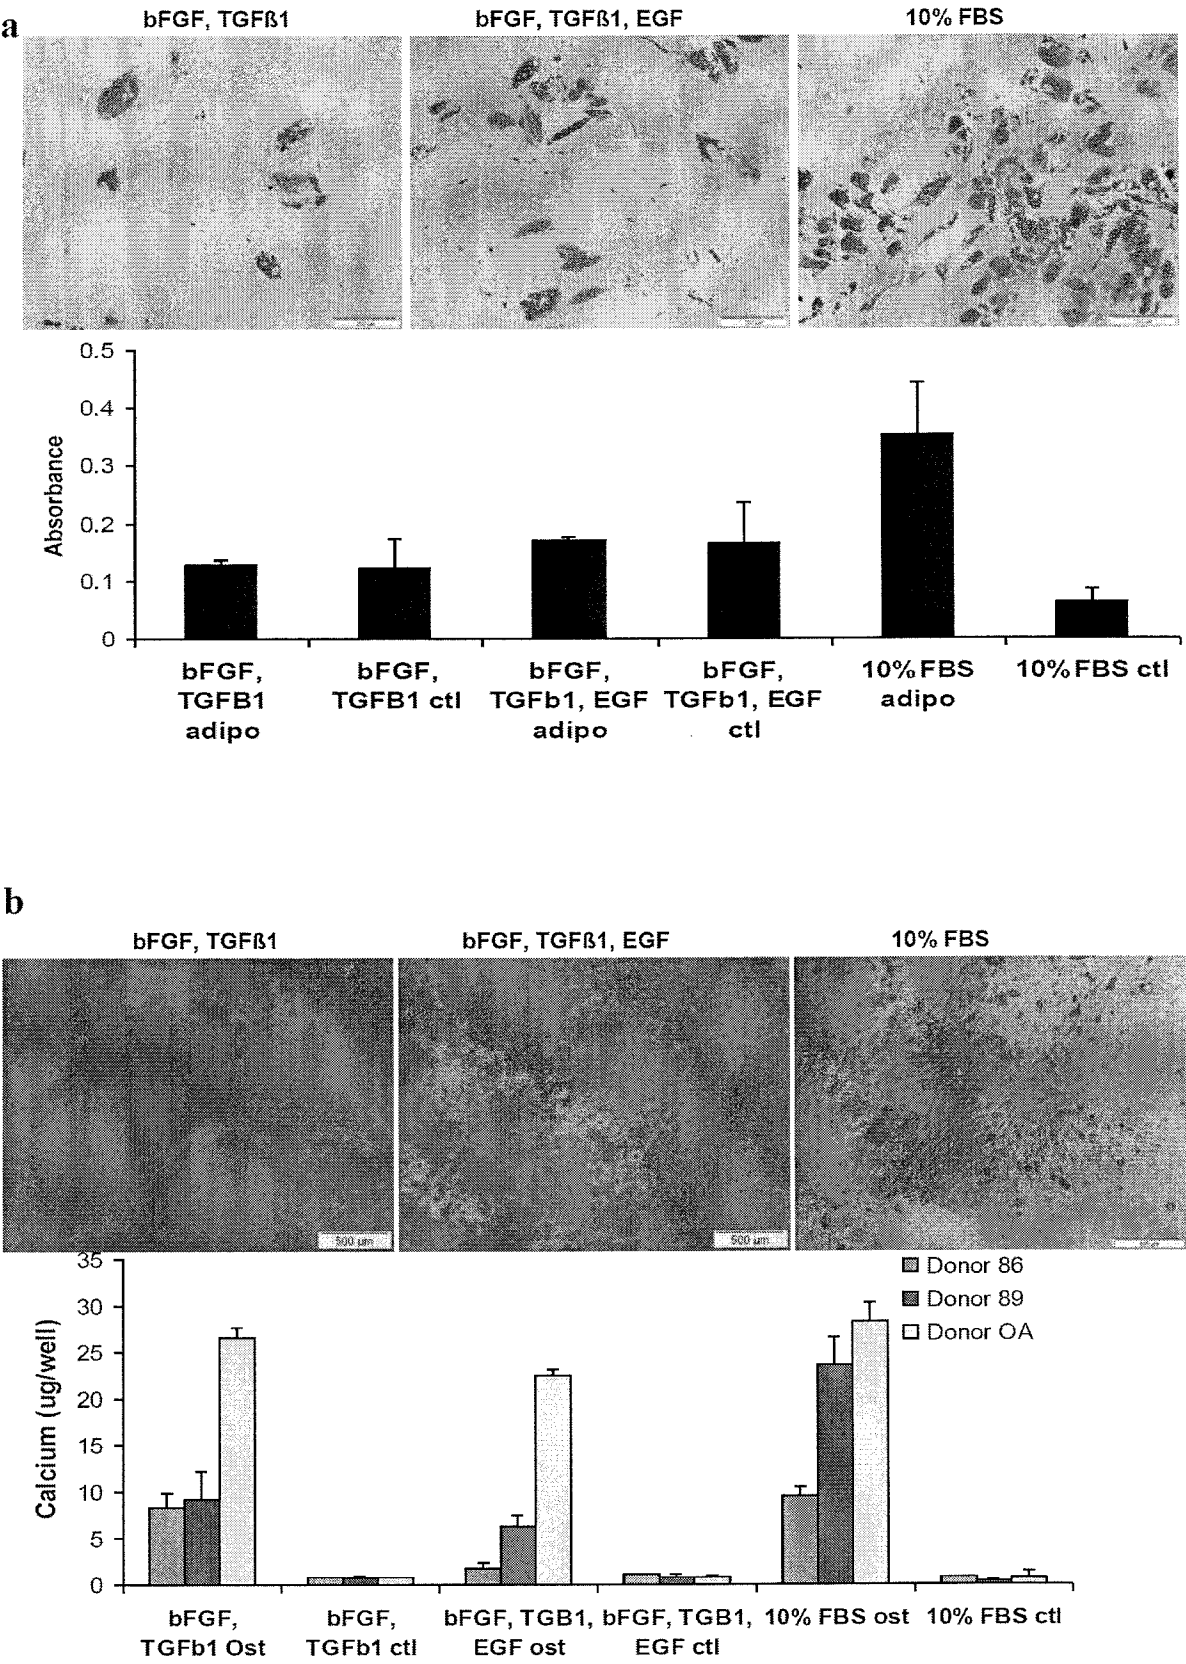 a
bFGF, TGFß1
bFGF, TGFß1, EGF
10% FBS
0.5
0.4
0.3
0.2
0.1
0
Absorbance
bFGF,
TGFB1
adipo
bFGF,
TGFB1 ctl
bFGF,
TGFb1, EGF
adipo
bFGF,
TGFb1, EGF
ctl
10% FBS
adipo
10% FBS ctl
b
bFGF, TGFß1
bFGF, TGFß1, EGF
10% FBS
500 µm
500 µm
35
30
25
20
15
10
5
0
Calcium (ug/well)
Donor 86
Donor 89
Donor OA
bFGF,
TGFb1 Ost
bFGF,
TGFb1 ctl
bFGF, TGB1,
EGF ost
bFGF, TGB1,
EGF ctl
10% FBS ost
10% FBS ctl